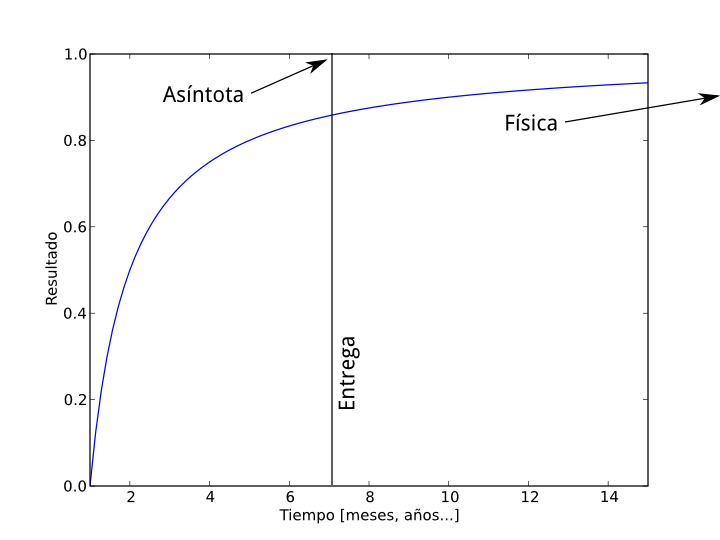 1.0
Asíntota
Física
0.8
0.6
Resultado
0.4
Entrega
0.2
0.0
2 4 6 8 10 12 14
Tiempo [meses, años...]